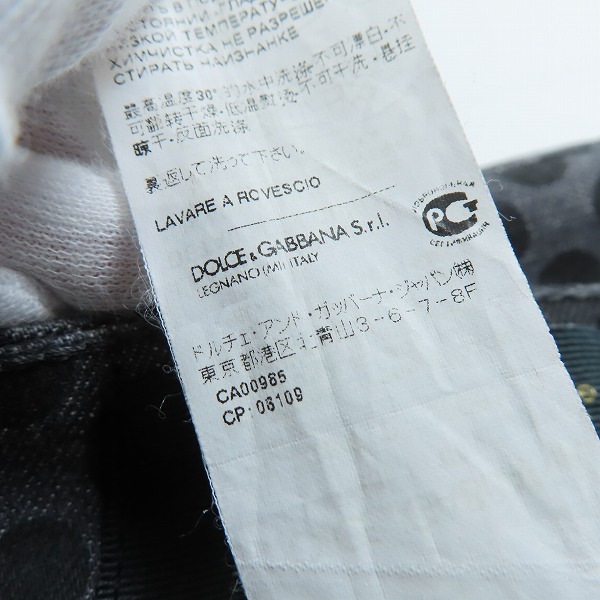 СТОЯНИИ.
НИЗКОЙ ТЕМПЕРАТУРЕ
ХИМЧИСТКА НЕ РАЗРЕШЕ
СТИРАТЬ НАИЗНАНКЕ
最高温度30°的水中洗涤·不可漂白·不
可翻转干燥·低温熨烫·不可干洗·悬挂
晾干·反面洗涤
裏返して洗って下さい。
LAVARE A ROVESCIO
DOLCE & GABBANA S.r.l.
LEGNANO (MI) ITALY
ドルチェ・アンド・ガッバーナ・ジャパン(株)
東京都港区北青山3-6-7-8F
CA00985
CP: 08109
РСТ